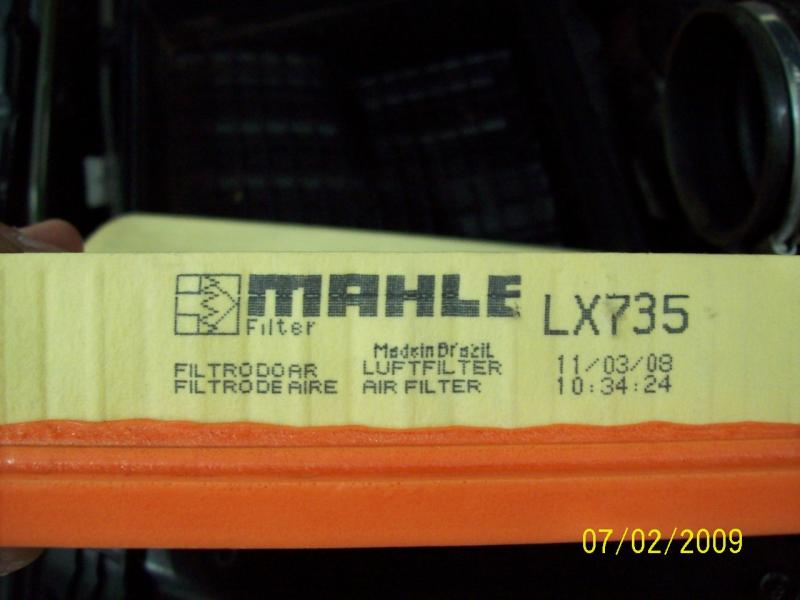 MAHLE LX735
Filter
Made in Brazil
FILTRO DO AR LUFTFILTER 11/03/08
FILTRO DE AIRE AIR FILTER 10:34:24
07/02/2009